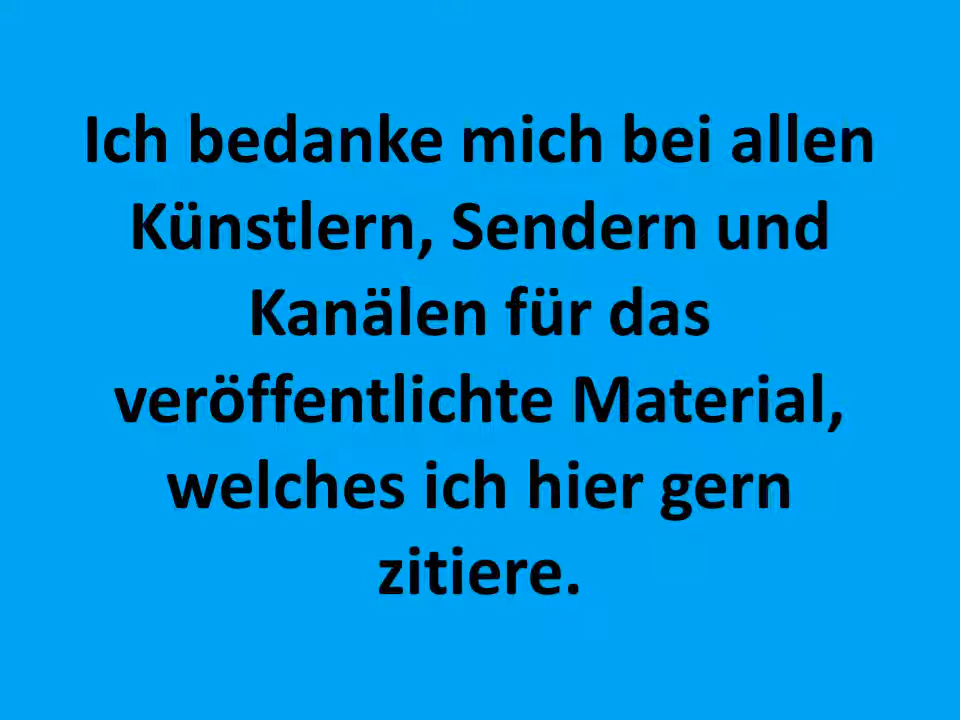 Ich bedanke mich bei allen
Künstlern, Sendern und
Kanälen für das
veröffentlichte Material,
welches ich hier gern
zitiere.